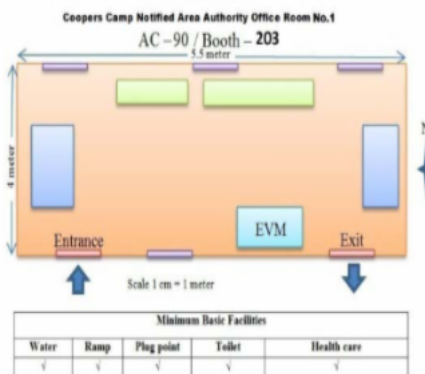 Coopers Camp Notified Area Authority Office Room No.1
AC – 90 / Booth – 203
5.5 meter
4 meter
N
EVM
Entrance
Exit
Scale 1 cm = 1 meter
Minimum Basic Facilities
Water Ramp Plug point Toilet Health care
√ √ √ √ √